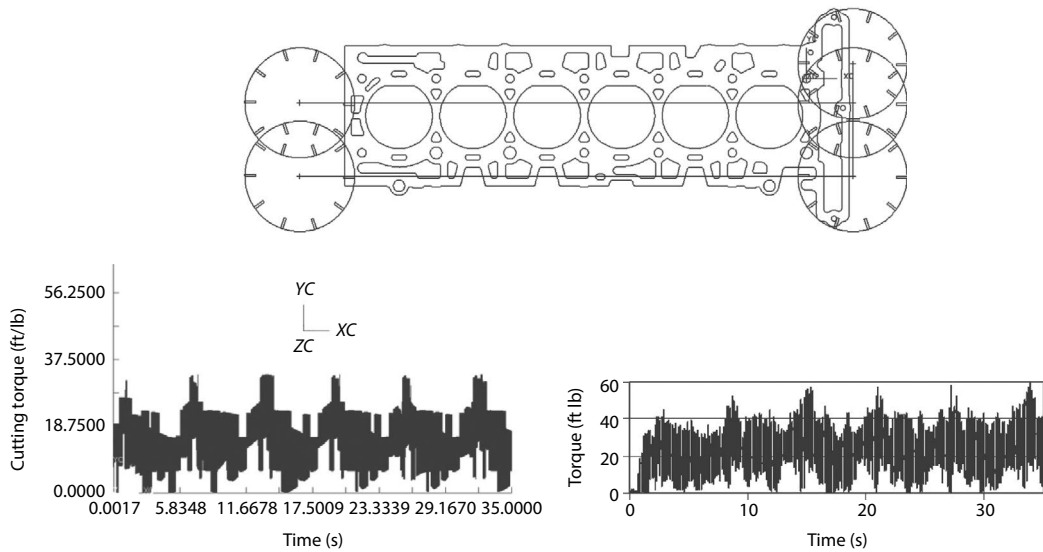 XC
YC
XC
ZC
Cutting torque (ft/lb)
56.2500
37.5000
18.7500
0.0000
0.0017 5.8348 11.6678 17.5009 23.3339 29.1670 35.0000
Time (s)
Torque (ft lb)
60
40
20
0
0 10 20 30
Time (s)